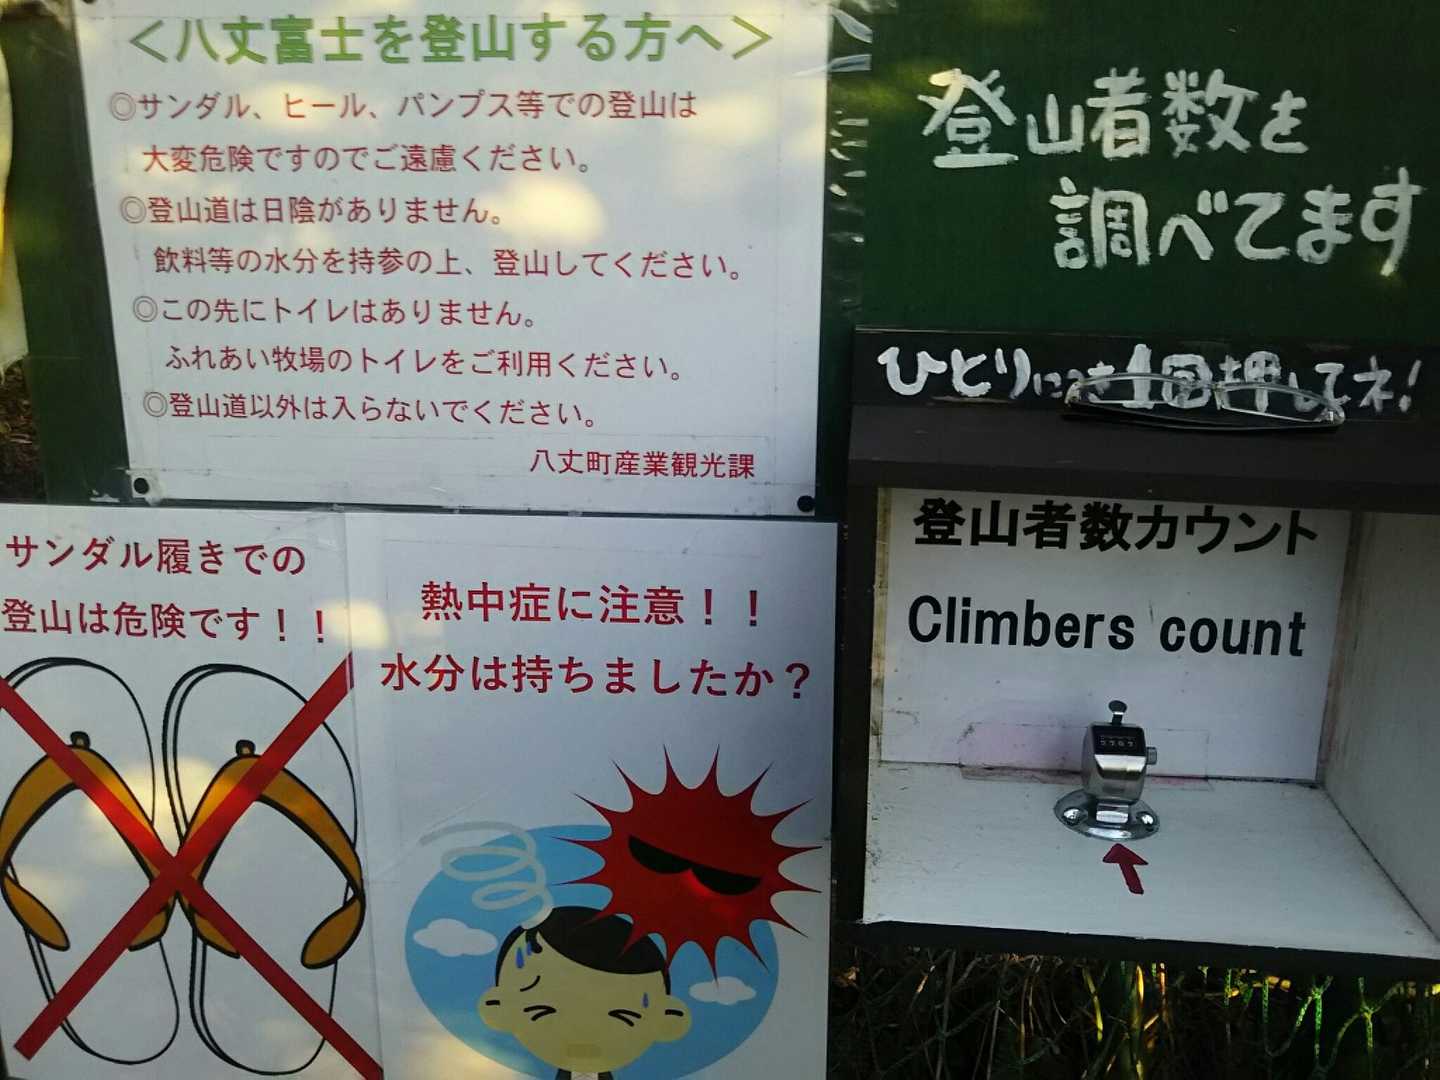 ＜八丈富士を登山する方へ＞
◎サンダル、ヒール、パンプス等での登山は
大変危険ですのでご遠慮ください。
◎登山道は日陰がありません。
飲料等の水分を持参の上、登山してください。
◎この先にトイレはありません。
ふれあい牧場のトイレをご利用ください。
◎登山道以外は入らないでください。
八丈町産業観光課
サンダル履きでの
登山は危険です！！
熱中症に注意！！
水分は持ちましたか？
登山者数を
調べてます
ひとりにつき1回押してネ！
登山者数カウント
Climbers count